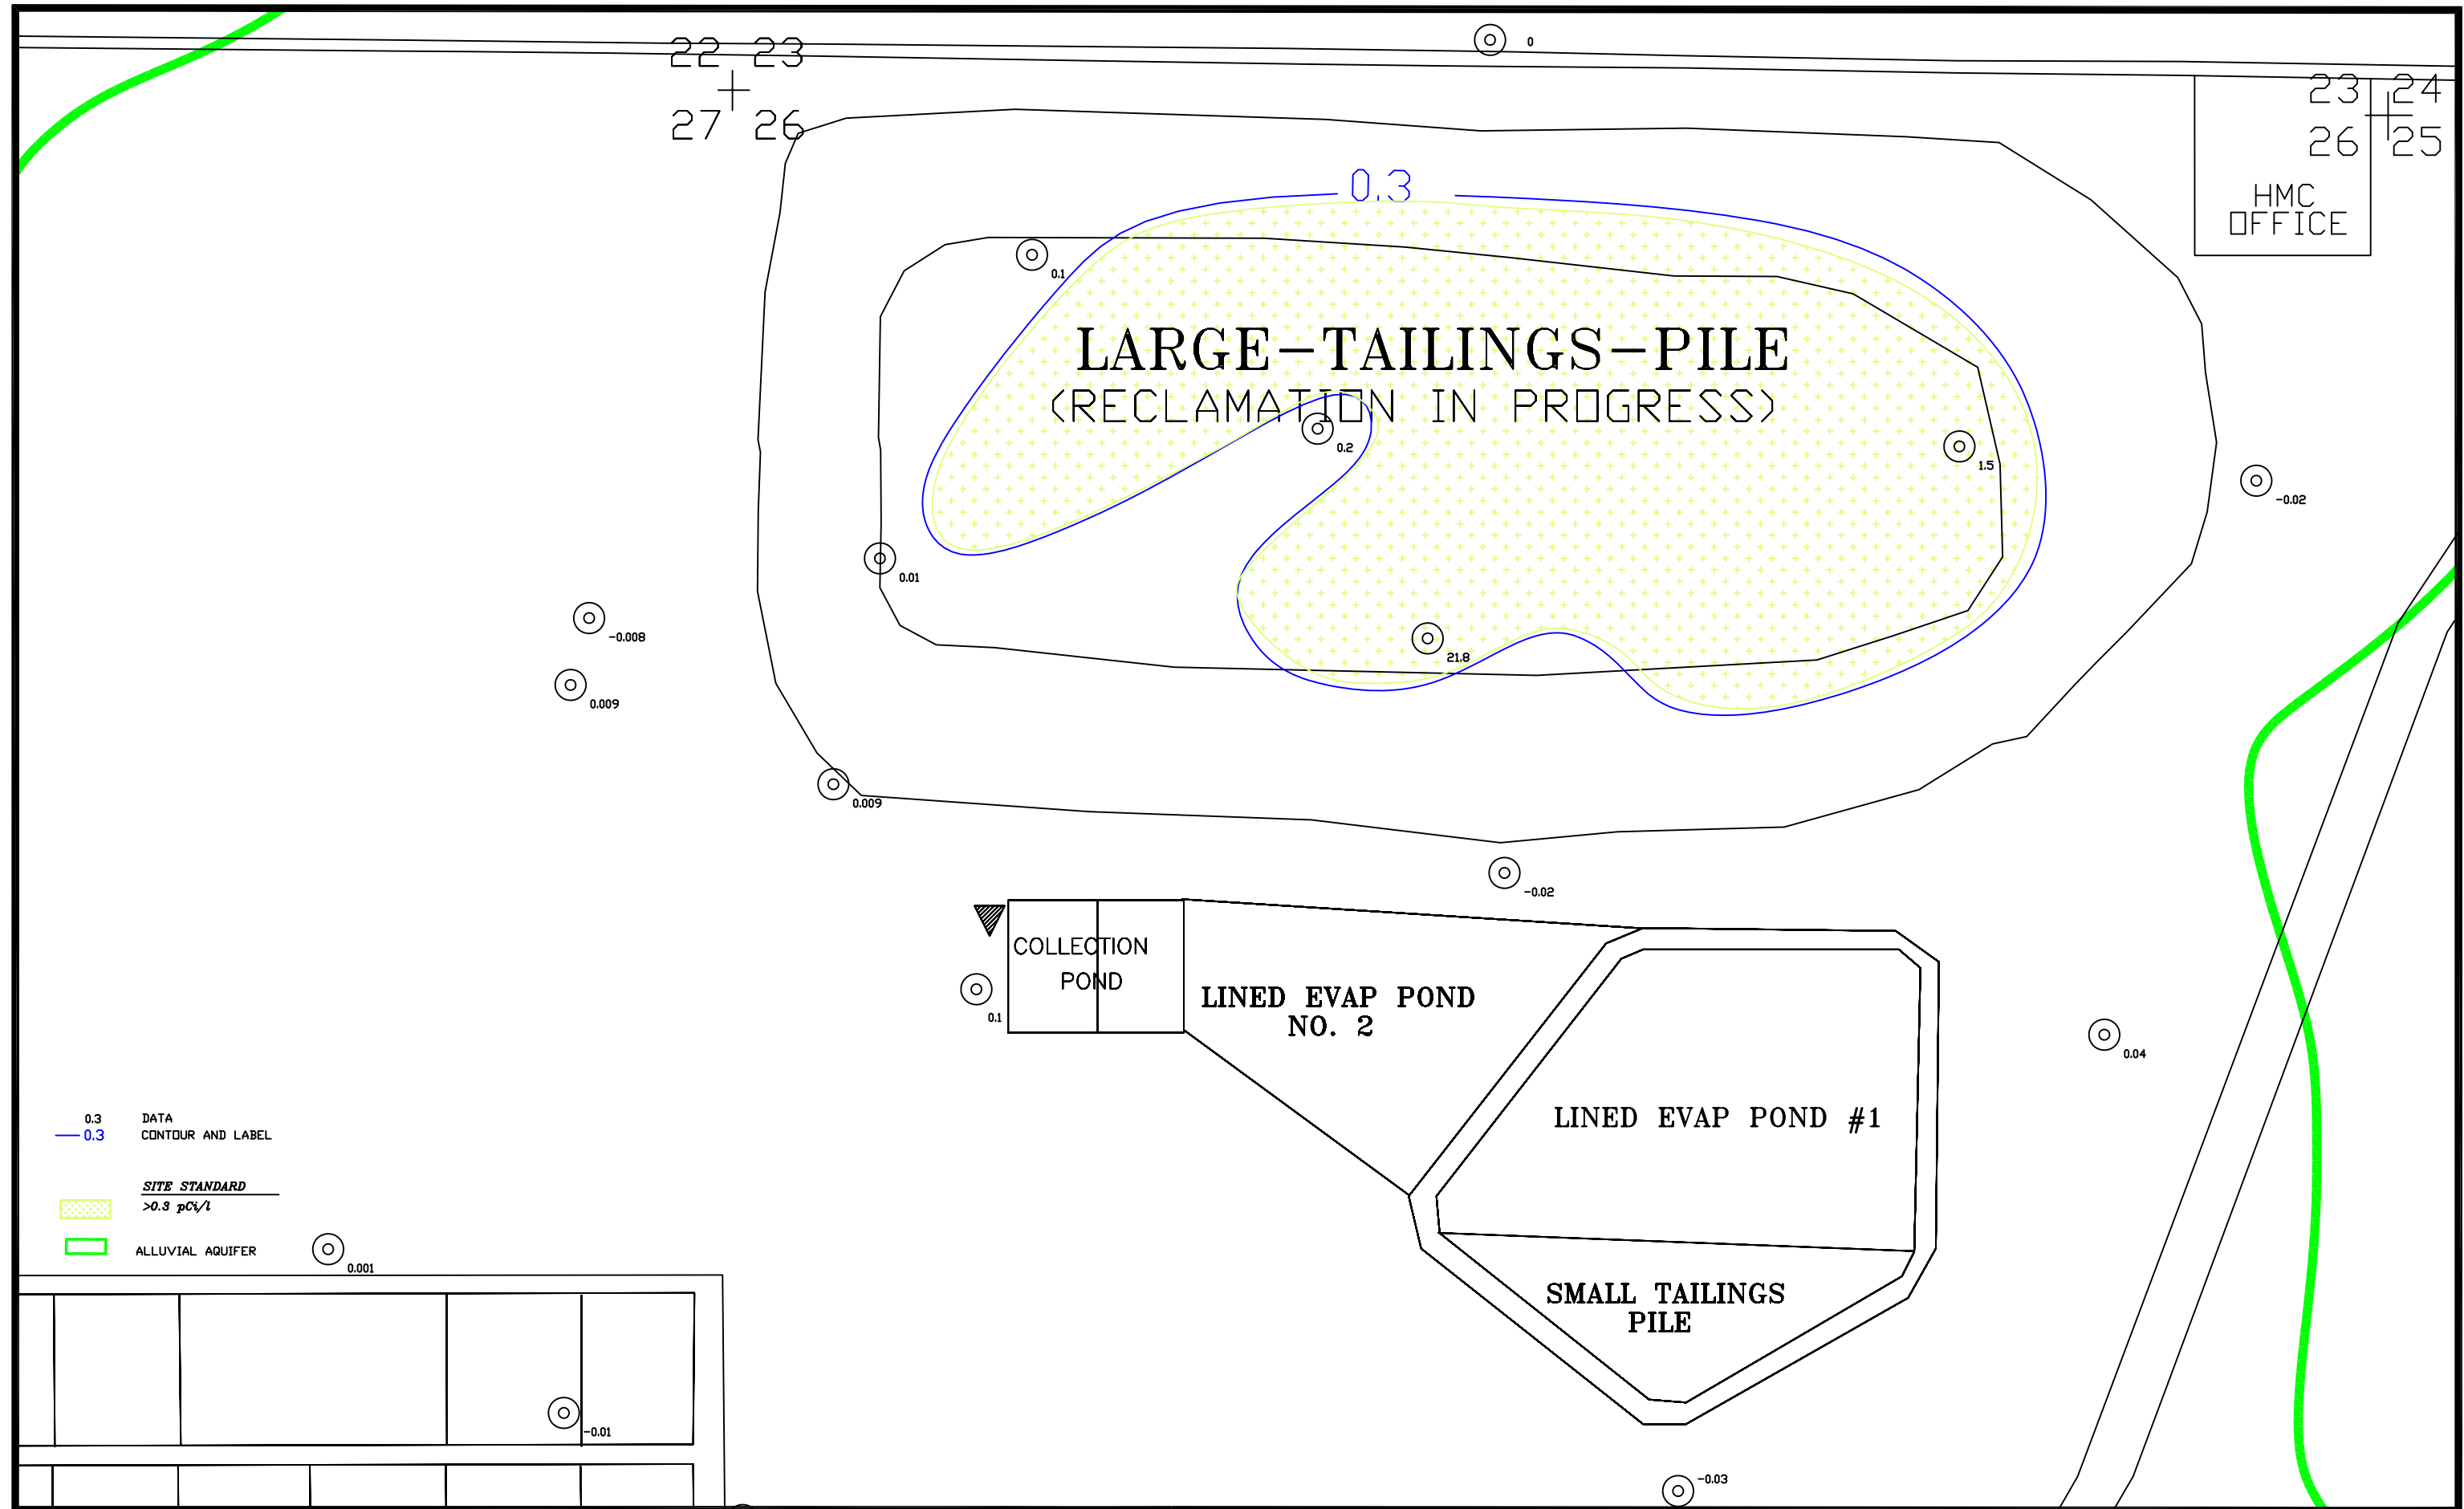 0
22 23
27 26
23 24
26 25
HMC
OFFICE
0.3
0.1
LARGE-TAILINGS-PILE
(RECLAMATION IN PROGRESS)
0.2
1.5
-0.02
0.01
-0.008
21.8
0.009
0.009
-0.02
COLLECTION
POND
LINED EVAP POND
NO. 2
0.1
0.04
LINED EVAP POND #1
0.3 DATA
0.3 CONTOUR AND LABEL
SITE STANDARD
>0.3 pCi/l
ALLUVIAL AQUIFER
0.001
SMALL TAILINGS
PILE
-0.01
-0.03